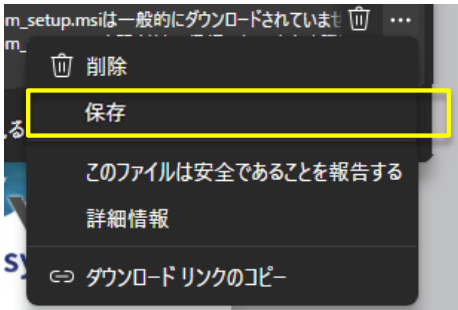 m_setup.msiは一般的にダウンロードされていませ
m_
削除
保存
る
このファイルは安全であることを報告する
詳細情報
sy
ダウンロード リンクのコピー